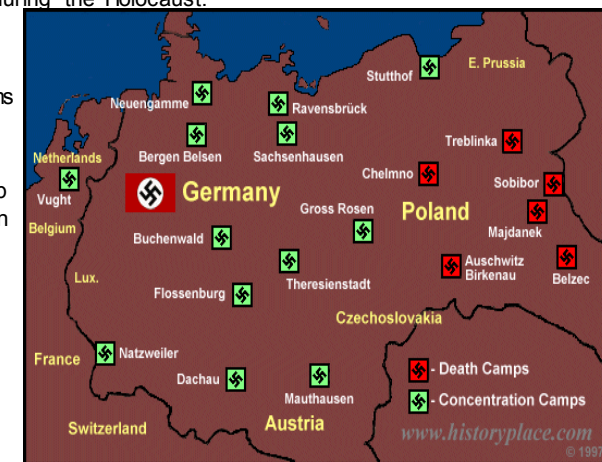 during the Holocaust.
Stutthof
E. Prussia
Neuengamme
Ravensbrück
Treblinka
Netherlands
Bergen Belsen
Sachsenhausen
Chelmno
Sobibor
Vught
Germany
Gross Rosen
Poland
Belgium
Buchenwald
Majdanek
Lux.
Theresienstadt
Auschwitz
Birkenau
Belzec
Flossenburg
Czechoslovakia
France
Natzweiler
Dachau
Mauthausen
- Death Camps
- Concentration Camps
Switzerland
Austria
www.historyplace.com
© 1997